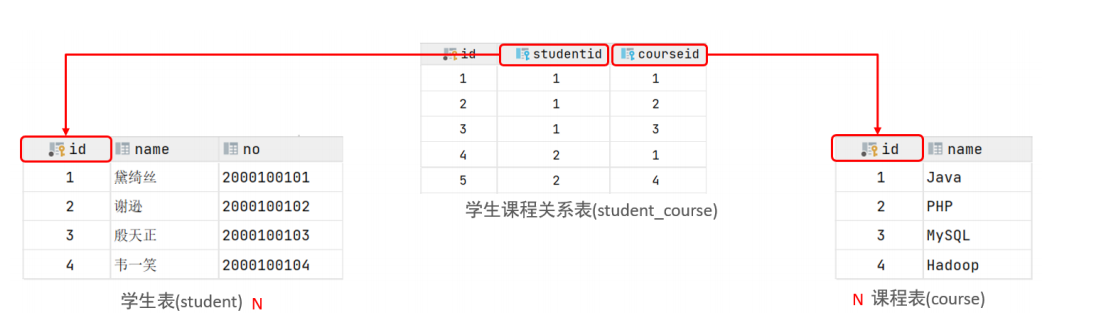 id studentid courseid
1 1 1
2 1 2
3 1 3
4 2 1
5 2 4
学生课程关系表(student_course)
id name no
1 黛绮丝 2000100101
2 谢逊 2000100102
3 殷天正 2000100103
4 韦一笑 2000100104
学生表(student) N
id name
1 Java
2 PHP
3 MySQL
4 Hadoop
N 课程表(course)